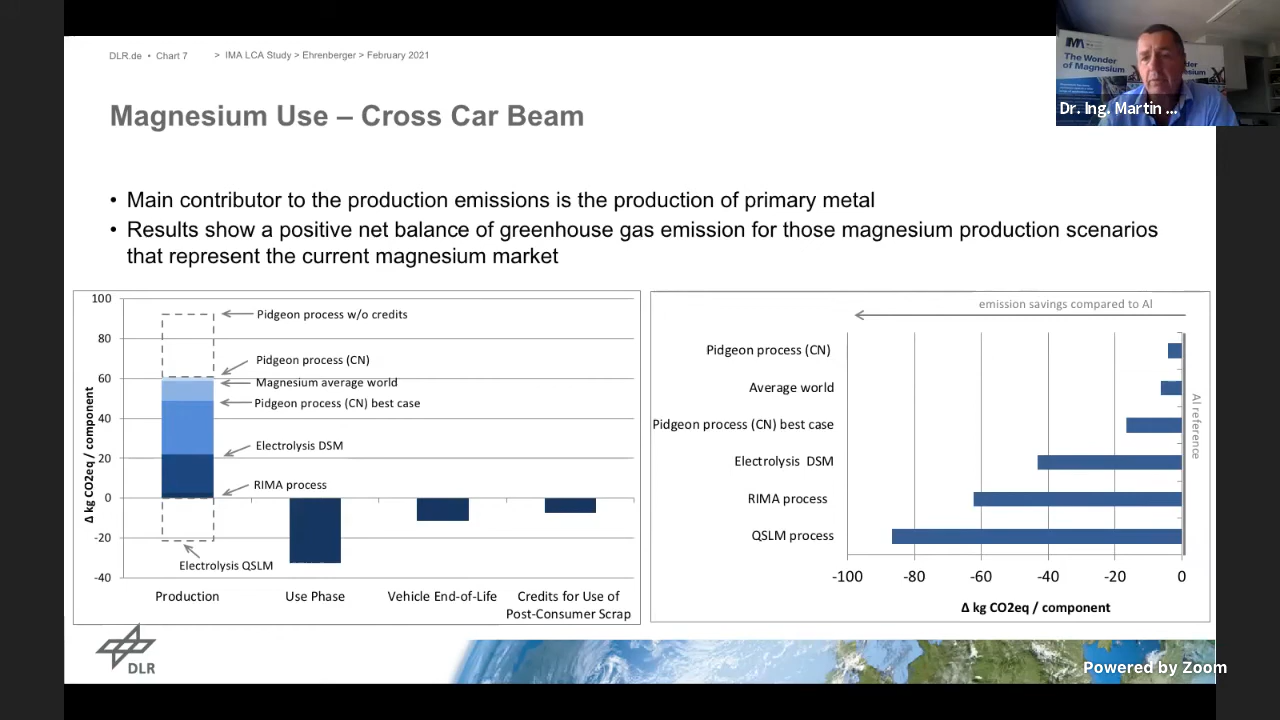 DLR.de • Chart 7 > IMA LCA Study > Ehrenberger > February 2021
IMA
The Wonder
of Magnesium
Dr. Ing. Martin ...
Magnesium Use – Cross Car Beam
• Main contributor to the production emissions is the production of primary metal
• Results show a positive net balance of greenhouse gas emission for those magnesium production scenarios
that represent the current magnesium market
Δ kg CO2eq / component
100
80
60
40
20
0
-20
-40
Pidgeon process w/o credits
Pidgeon process (CN)
Magnesium average world
Pidgeon process (CN) best case
Electrolysis DSM
RIMA process
Electrolysis QSLM
Production
Use Phase
Vehicle End-of-Life
Credits for Use of
Post-Consumer Scrap
emission savings compared to Al
Pidgeon process (CN)
Average world
Pidgeon process (CN) best case
Electrolysis DSM
RIMA process
QSLM process
Al reference
-100 -80 -60 -40 -20 0
Δ kg CO2eq / component
DLR
Powered by Zoom